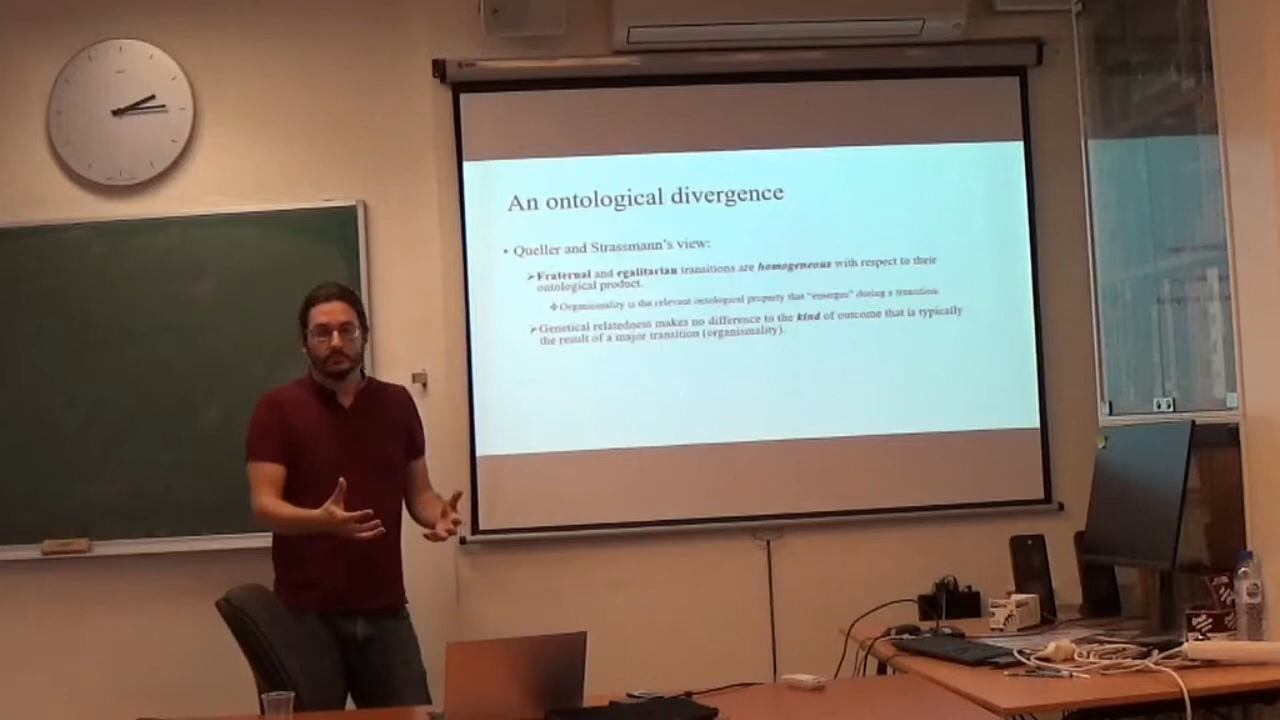 An ontological divergence
• Queller and Strassmann's view:
➢Fraternal and egalitarian transitions are homogeneous with respect to their
ontological product.
❖Organismality is the relevant ontological property that "emerges" during a transition.
➢Genetical relatedness makes no difference to the kind of outcome that is typically
the result of a major transition (organismality).